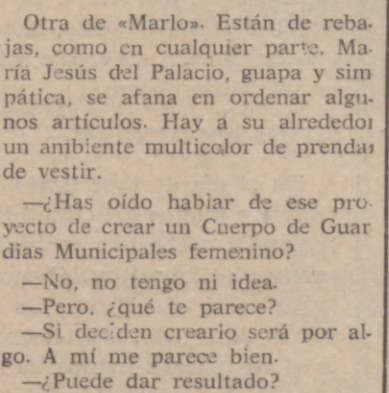 Otra de «Marlo». Están de reba-
jas, como en cualquier parte. Ma-
ría Jesús del Palacio, guapa y sim
pática, se afana en ordenar algu-
nos artículos. Hay a su alrededor
un ambiente multicolor de prendas
de vestir.
—¿Has oído hablar de ese pro-
yecto de crear un Cuerpo de Guar
dias Municipales femenino?
—No, no tengo ni idea.
—Pero, ¿qué te parece?
—Si deciden crearlo será por al-
go. A mí me parece bien.
—¿Puede dar resultado?